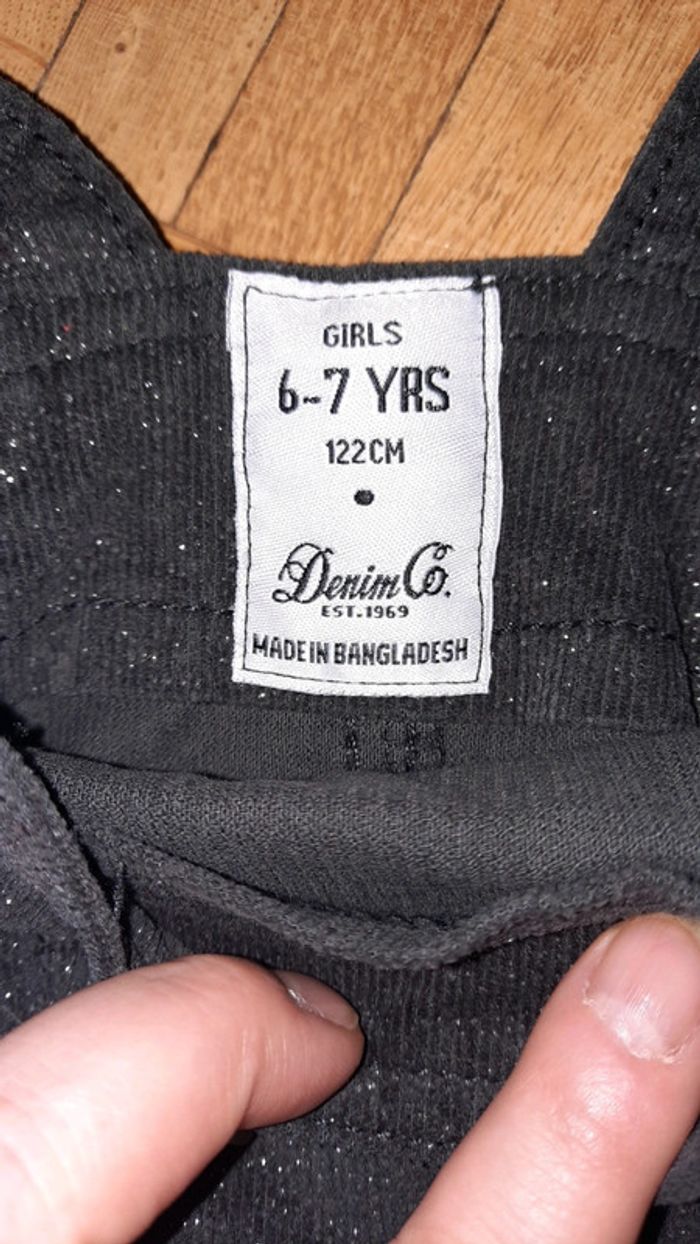 GIRLS
6-7 YRS
122CM
Denim Co.
EST.1969
MADE IN BANGLADESH